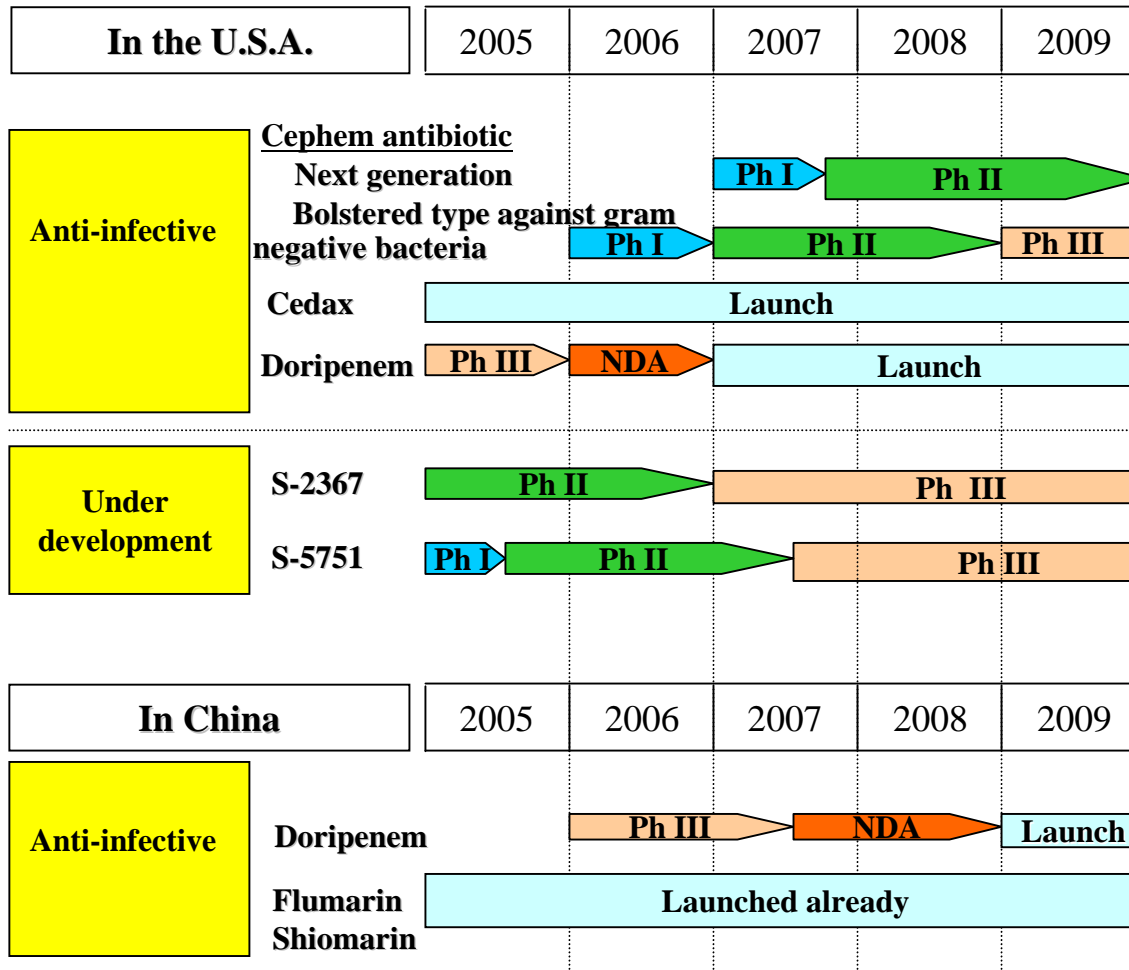 In the U.S.A. 2005 2006 2007 2008 2009
Cephem antibiotic
Next generation Ph I Ph II
Bolstered type against gram
negative bacteria Ph I Ph II Ph III
Anti-infective
Cedax Launch
Doripenem Ph III NDA Launch
S-2367 Ph II Ph III
Under
development
S-5751 Ph I Ph II Ph III
In China 2005 2006 2007 2008 2009
Anti-infective
Doripenem Ph III NDA Launch
Flumarin Launched already
Shiomarin